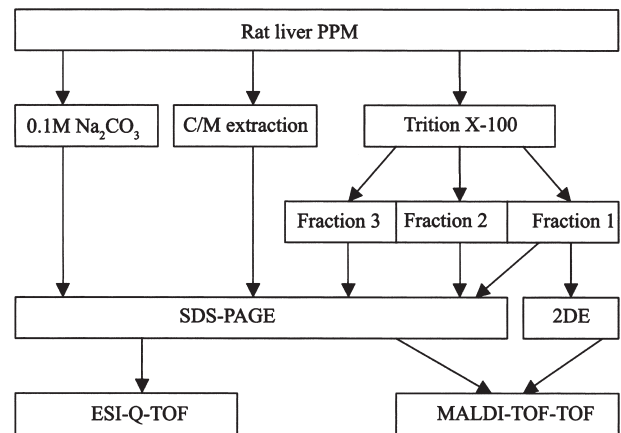 Rat liver PPM
0.1M Na₂CO₃
C/M extraction
Trition X-100
Fraction 3
Fraction 2
Fraction 1
SDS-PAGE
2DE
ESI-Q-TOF
MALDI-TOF-TOF